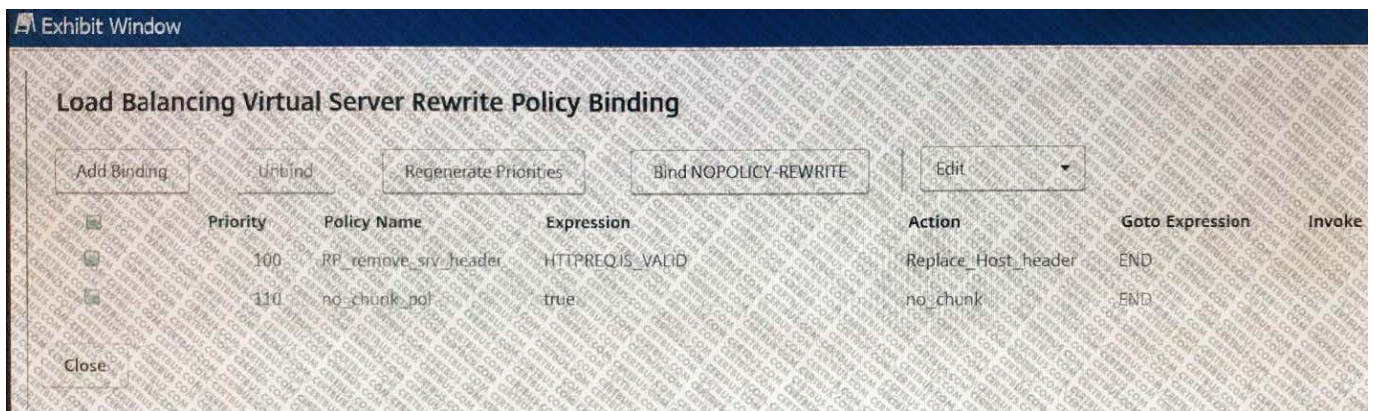 Exhibit Window
Load Balancing Virtual Server Rewrite Policy Binding
Add Binding Unbind Regenerate Priorities Bind NOPOLICY-REWRITE Edit
Priority Policy Name Expression Action Goto Expression Invoke
100 RP_remove_srv_header HTTP.REQ.IS_VALID Replace_Host_header END
110 no_chunk_pol true no_chunk END
Close